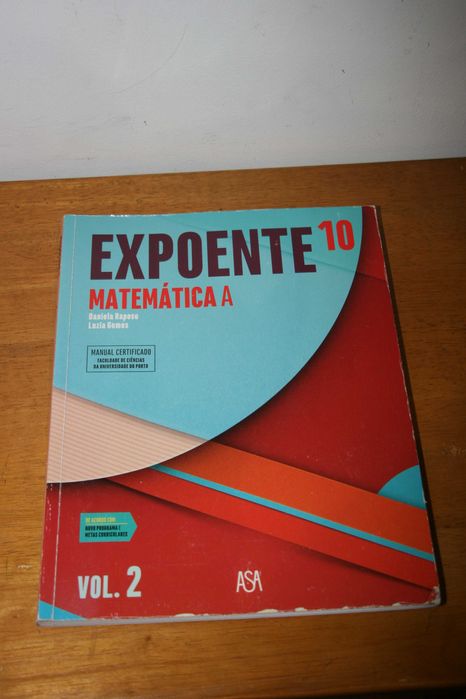 EXPOENTE 10
MATEMÁTICA A
Daniela Raposo
Luzia Gomes
MANUAL CERTIFICADO
FACULDADE DE CIÊNCIAS
DA UNIVERSIDADE DO PORTO
DE ACORDO COM
NOVO PROGRAMA E
METAS CURRICULARES
VOL. 2
ASA